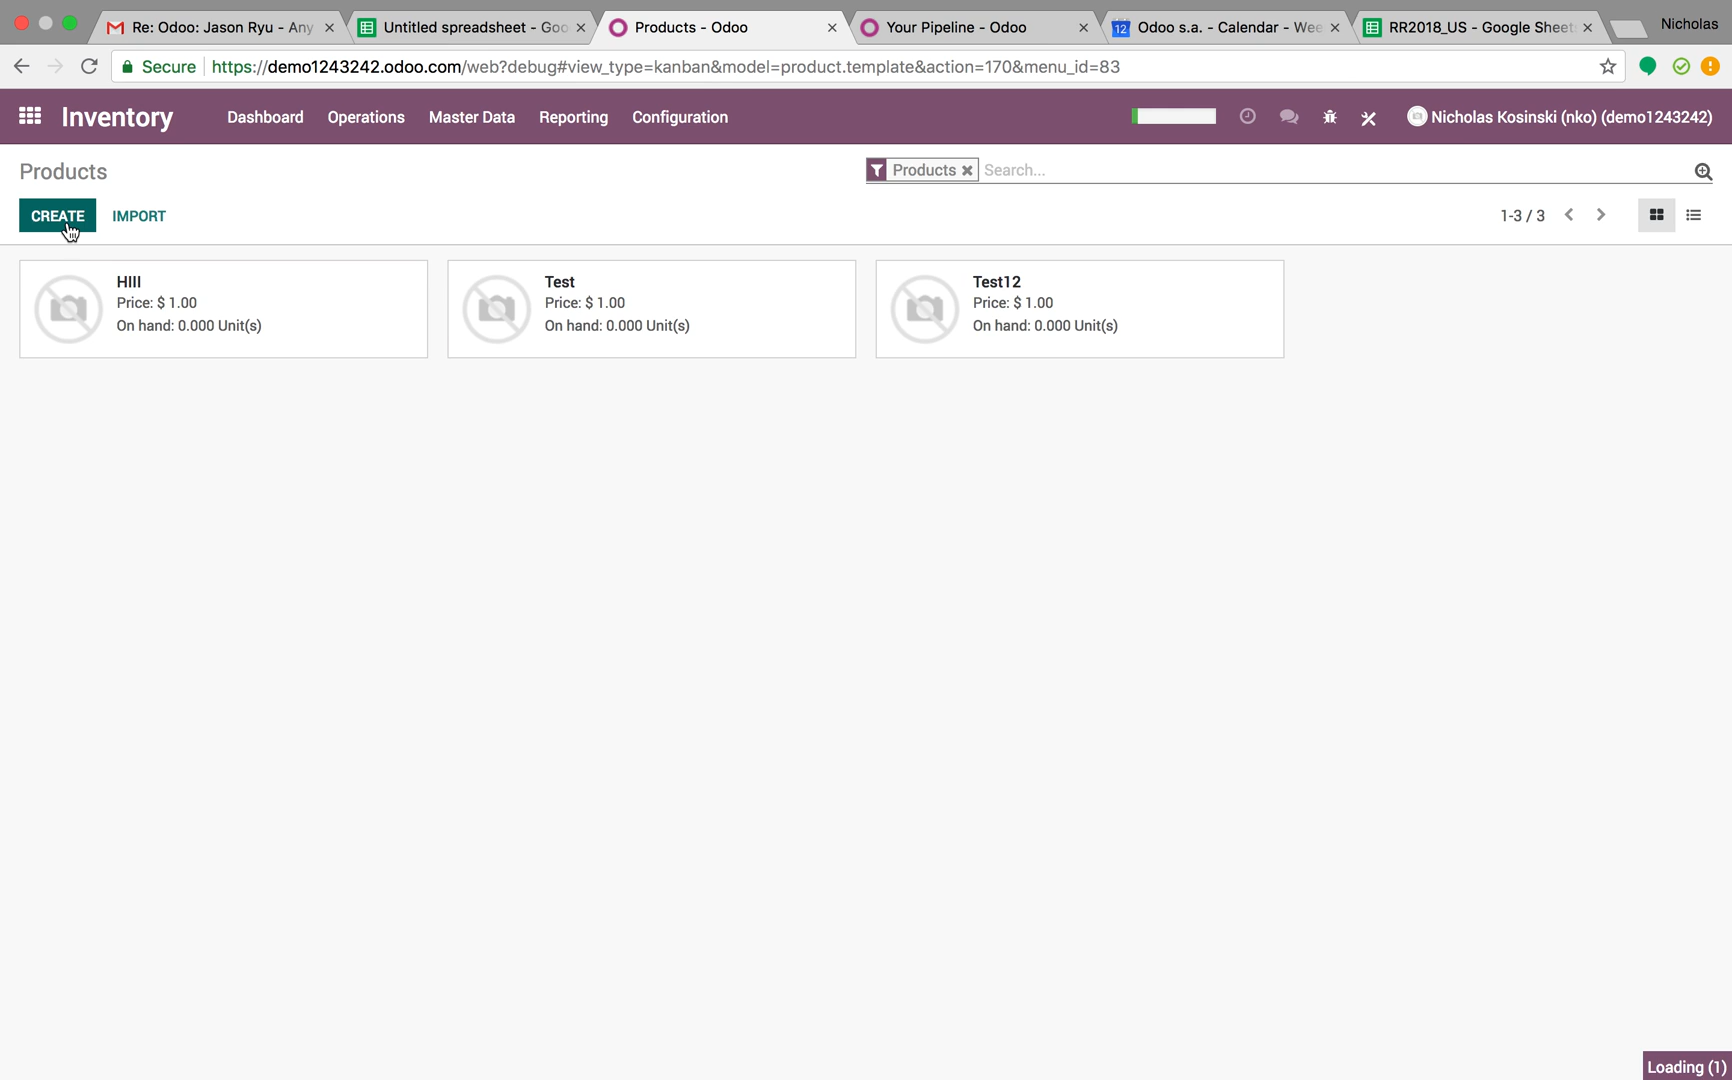 Re: Odoo: Jason Ryu - Any
Untitled spreadsheet - Goo
Products - Odoo
Your Pipeline - Odoo
12
Odoo s.a. - Calendar - Wee
RR2018_US - Google Sheets
Nicholas
Secure
https://demo1243242.odoo.com/web?debug#view_type=kanban&model=product.template&action=170&menu_id=83
Inventory
Dashboard
Operations
Master Data
Reporting
Configuration
Nicholas Kosinski (nko) (demo1243242)
Products
Products
Search...
CREATE
IMPORT
1-3 / 3
HIII
Price: $ 1.00
On hand: 0.000 Unit(s)
Test
Price: $ 1.00
On hand: 0.000 Unit(s)
Test12
Price: $ 1.00
On hand: 0.000 Unit(s)
Loading (1)